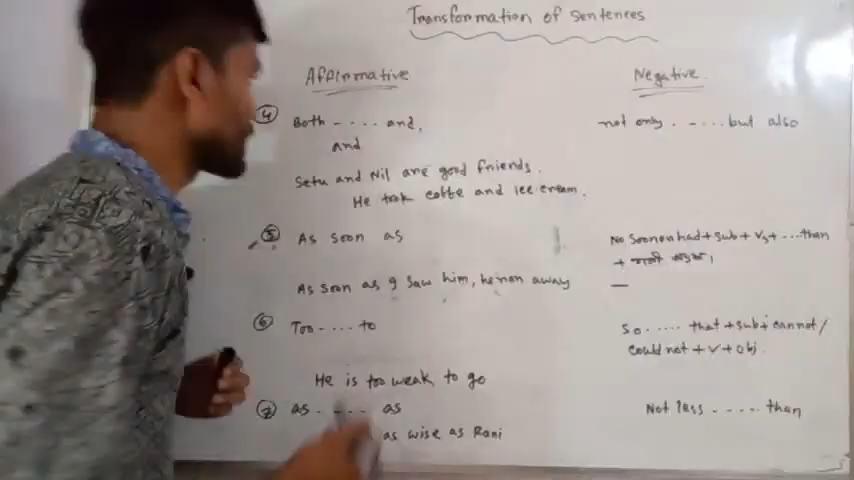 Transformation of sentences
Affirmative
Negative
④ Both - . . . and,
not only . - . . . but also
and
Setu and Nil are good friends.
He took coffe and ice cream.
⑤ As soon as
No sooner had + sub + V₃ + ... than
+
As soon as I saw him, he ran away
⑥ Too ---- to
So ..... that + sub + cannot /
could not + V + obj.
He is too weak to go
⑦ as - - - - as
Not less ..... than
as wise as Rani